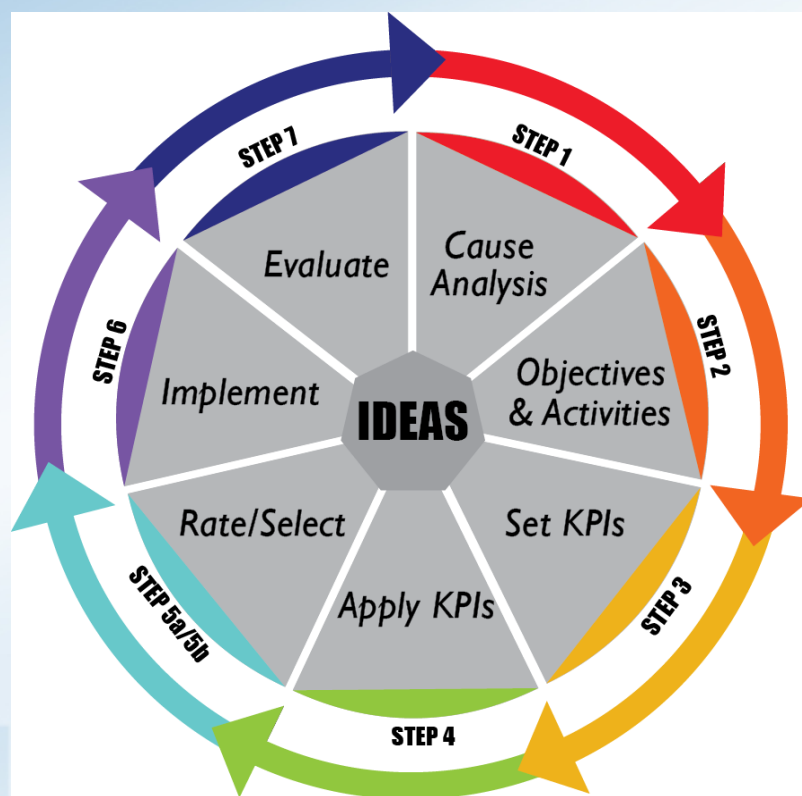 STEP 1
Cause
Analysis
STEP 2
Objectives
& Activities
STEP 3
Set KPIs
STEP 4
Apply KPIs
STEP 5a/5b
Rate/Select
STEP 6
Implement
STEP 7
Evaluate
IDEAS